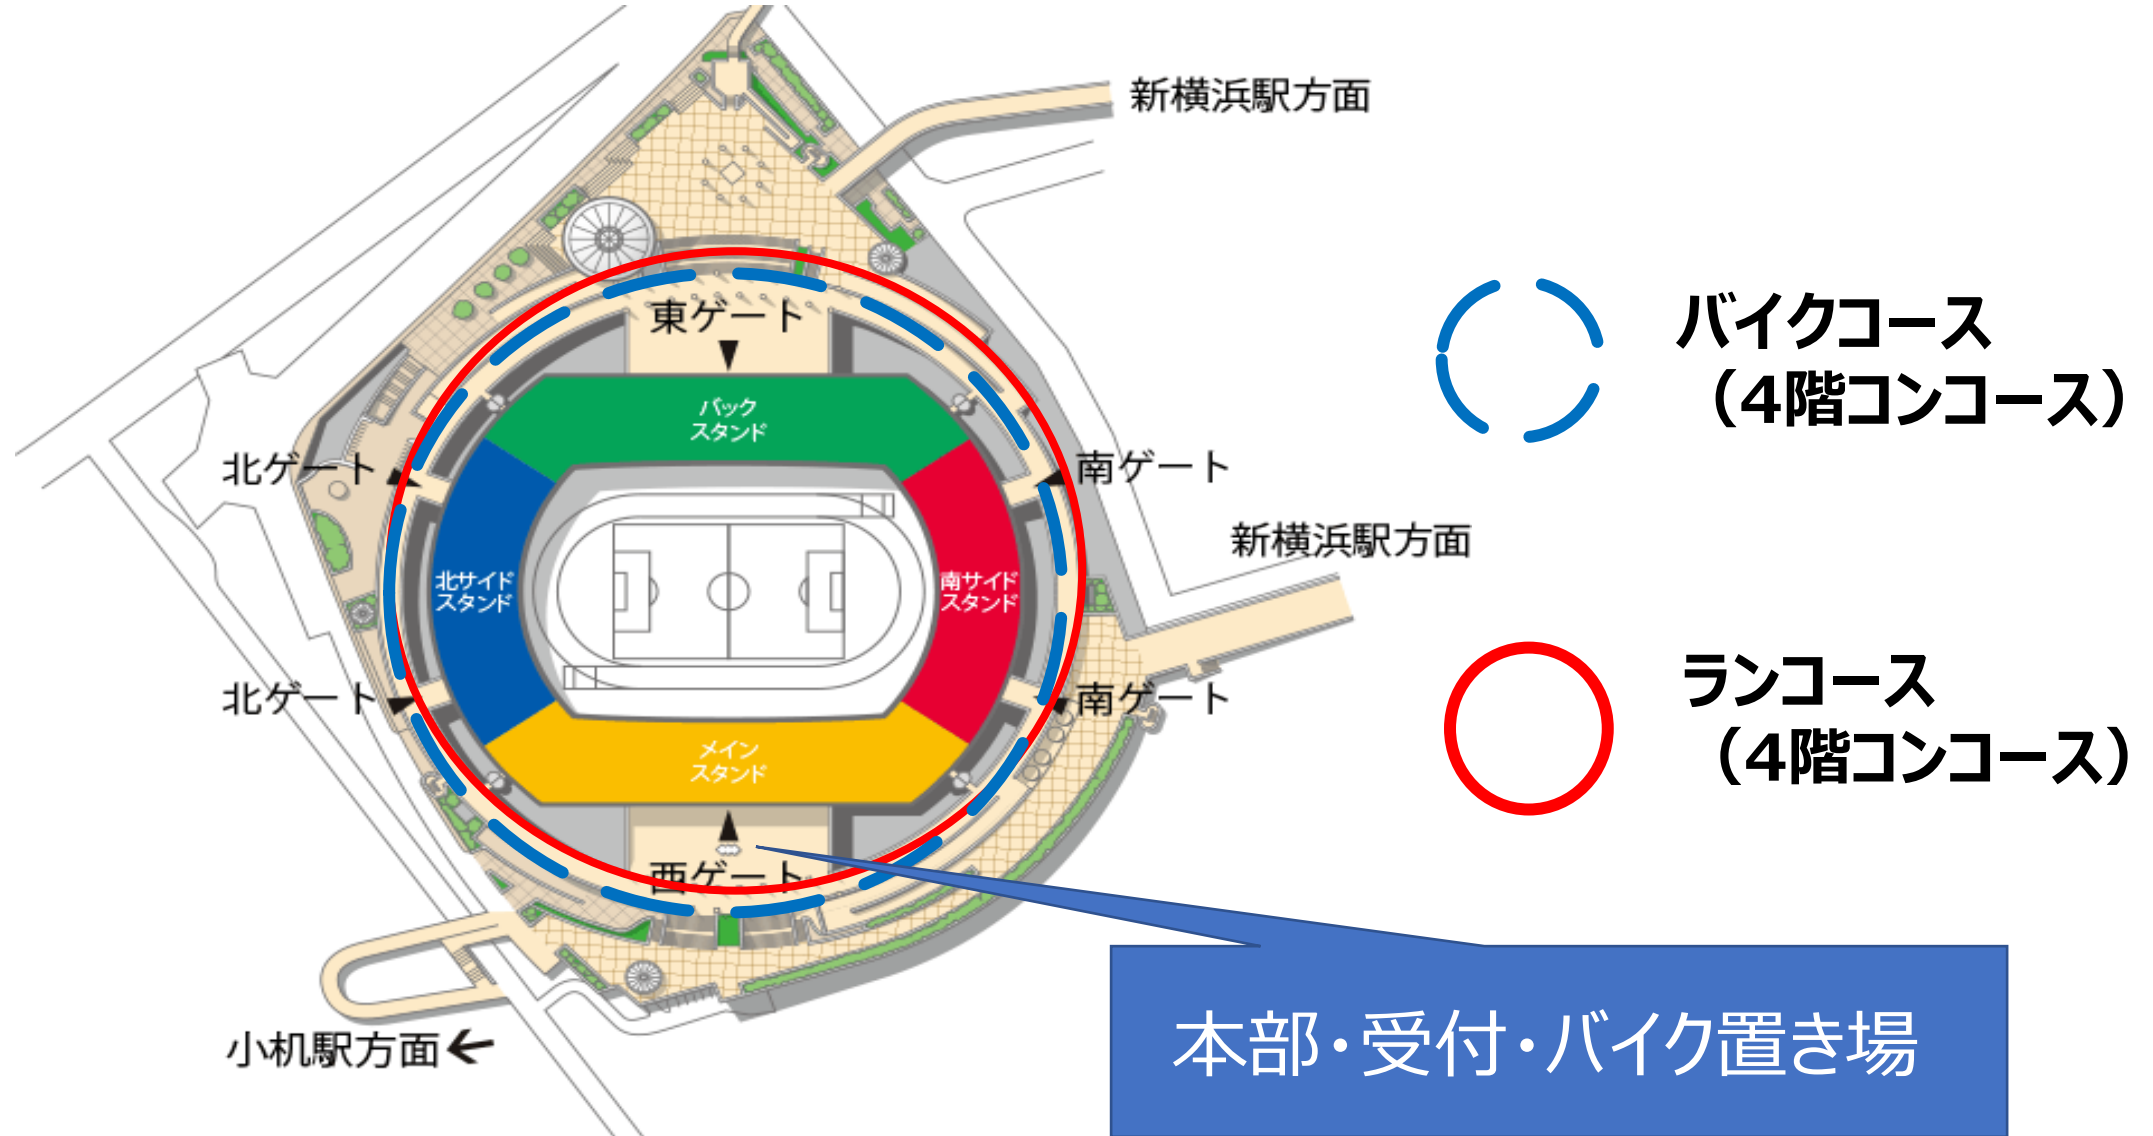 新横浜駅方面
東ゲート
バック
スタンド
北ゲート
南ゲート
新横浜駅方面
北サイド
スタンド
南サイド
スタンド
北ゲート
南ゲート
メイン
スタンド
西ゲート
小机駅方面
バイクコース
（4階コンコース）
ランコース
（4階コンコース）
本部・受付・バイク置き場